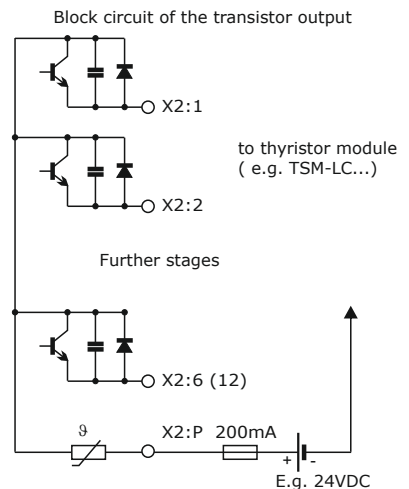 Block circuit of the transistor output
X2:1
to thyristor module
( e.g. TSM-LC...)
X2:2
Further stages
X2:6 (12)
ϑ
X2:P 200mA
+ -
E.g. 24VDC